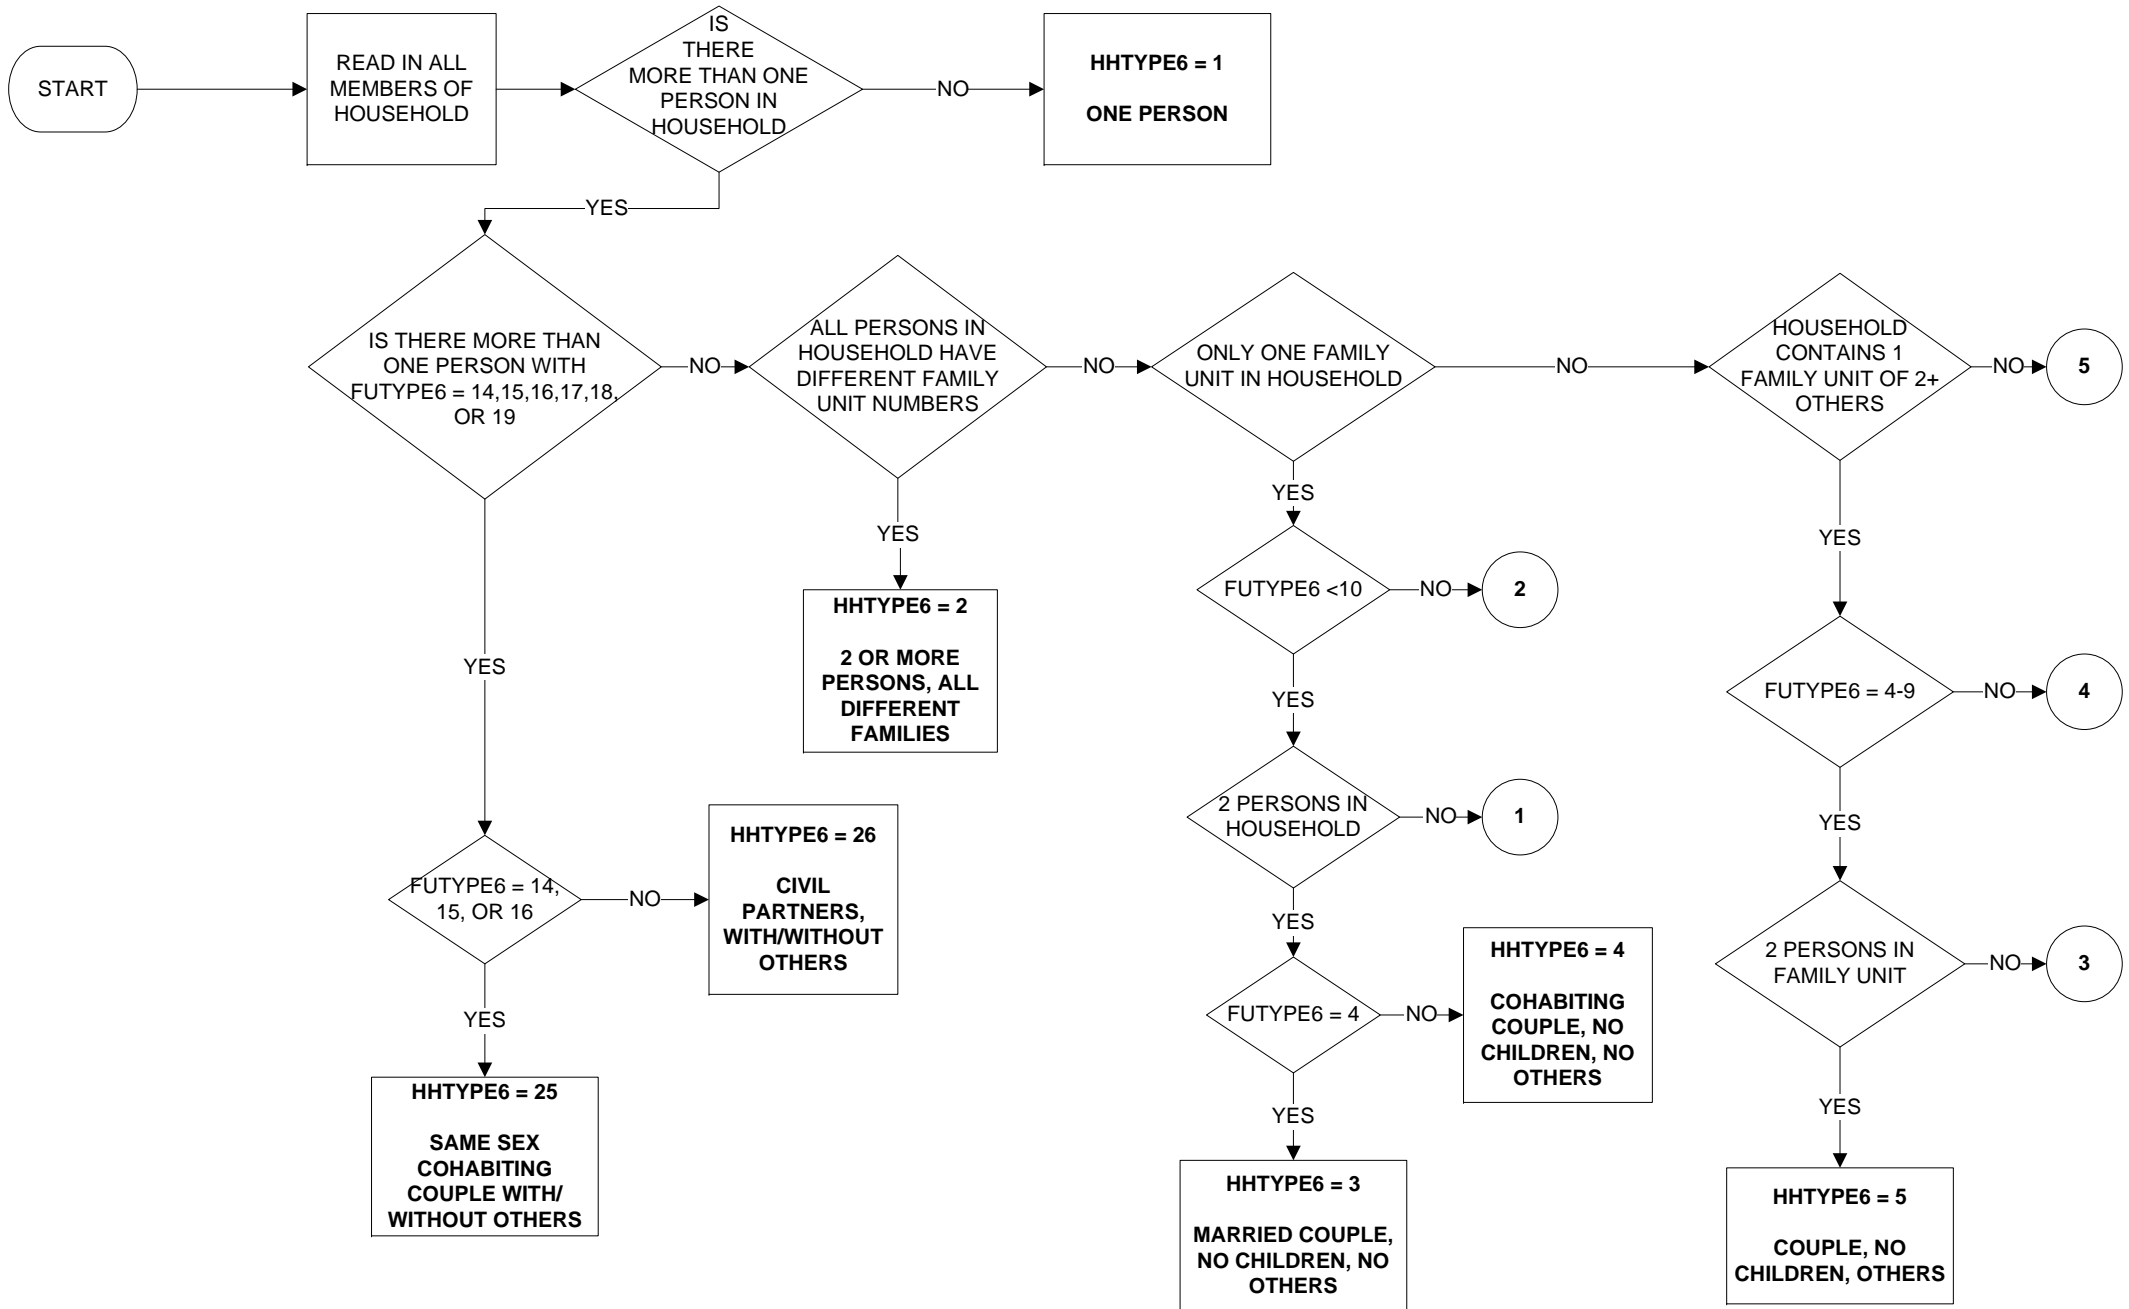 START
READ IN ALL
MEMBERS OF
HOUSEHOLD
IS
THERE
MORE THAN ONE
PERSON IN
HOUSEHOLD
NO
HHTYPE6 = 1
ONE PERSON
YES
IS THERE MORE THAN
ONE PERSON WITH
FUTYPE6 = 14,15,16,17,18,
OR 19
NO
ALL PERSONS IN
HOUSEHOLD HAVE
DIFFERENT FAMILY
UNIT NUMBERS
NO
ONLY ONE FAMILY
UNIT IN HOUSEHOLD
NO
HOUSEHOLD
CONTAINS 1
FAMILY UNIT OF 2+
OTHERS
NO
5
YES
YES
YES
YES
FUTYPE6 <10
NO
2
HHTYPE6 = 2
2 OR MORE
PERSONS, ALL
DIFFERENT
FAMILIES
FUTYPE6 = 4-9
NO
4
YES
YES
2 PERSONS IN
HOUSEHOLD
NO
1
FUTYPE6 = 14,
15, OR 16
NO
HHTYPE6 = 26
CIVIL
PARTNERS,
WITH/WITHOUT
OTHERS
YES
2 PERSONS IN
FAMILY UNIT
NO
3
YES
FUTYPE6 = 4
NO
HHTYPE6 = 4
COHABITING
COUPLE, NO
CHILDREN, NO
OTHERS
YES
HHTYPE6 = 25
SAME SEX
COHABITING
COUPLE WITH/
WITHOUT OTHERS
YES
HHTYPE6 = 3
MARRIED COUPLE,
NO CHILDREN, NO
OTHERS
YES
HHTYPE6 = 5
COUPLE, NO
CHILDREN, OTHERS